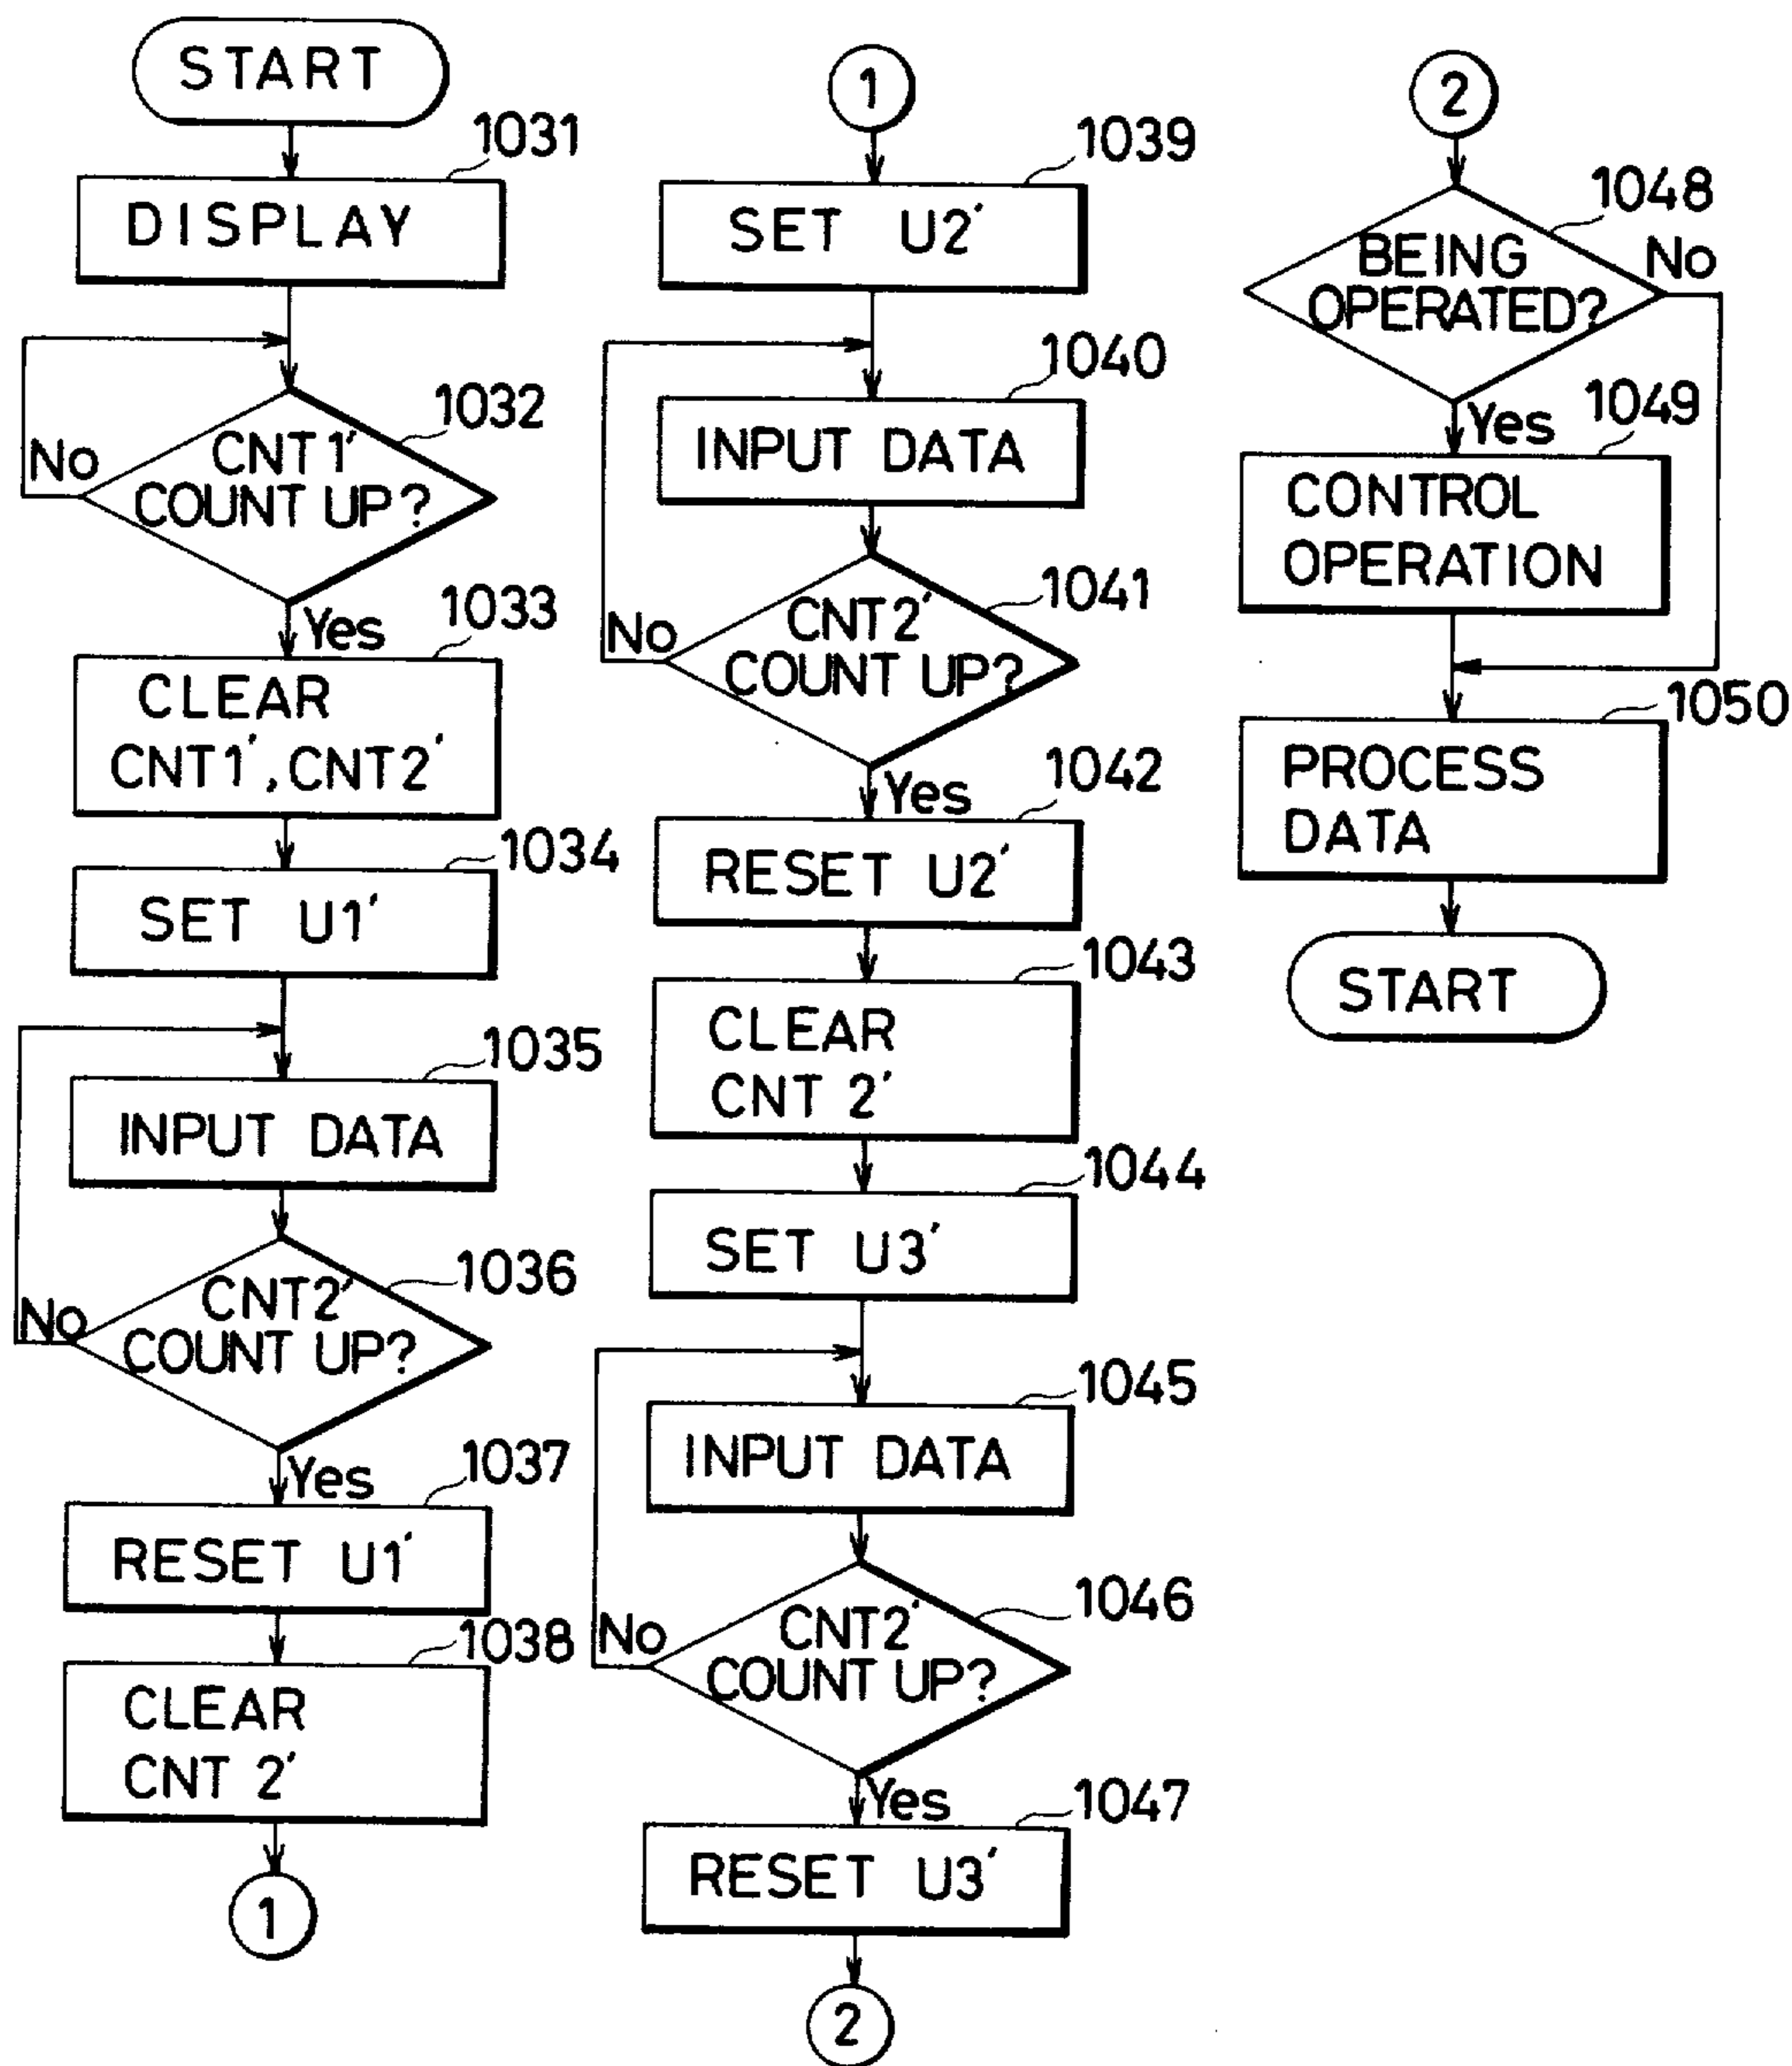 START
1031
DISPLAY
1032
CNT1'
COUNT UP?
No
Yes
1033
CLEAR
CNT1', CNT2'
1034
SET U1'
1035
INPUT DATA
1036
CNT2'
COUNT UP?
No
Yes
1037
RESET U1'
1038
CLEAR
CNT 2'
1
1
1039
SET U2'
1040
INPUT DATA
1041
CNT2'
COUNT UP?
No
Yes
1042
RESET U2'
1043
CLEAR
CNT 2'
1044
SET U3'
1045
INPUT DATA
1046
CNT2'
COUNT UP?
No
Yes
1047
RESET U3'
2
2
1048
BEING
OPERATED?
No
Yes
1049
CONTROL
OPERATION
1050
PROCESS
DATA
START